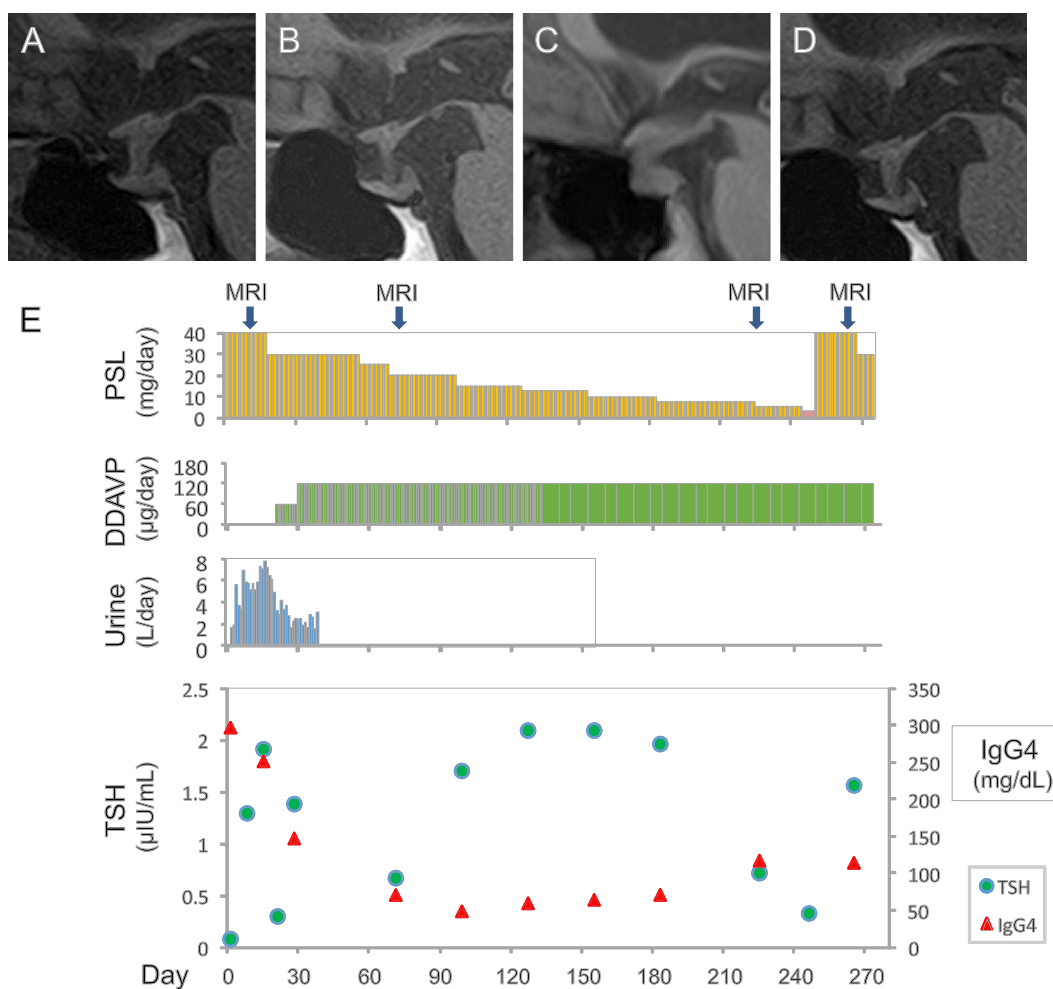 A B C D
MRI MRI MRI MRI
E
PSL
(mg/day)
40
30
20
10
0
DDAVP
(µg/day)
180
120
60
0
Urine
(L/day)
8
6
4
2
0
TSH
(µIU/mL)
2.5
2
1.5
1
0.5
0
350
300
250
200
150
100
50
0
IgG4
(mg/dL)
TSH
IgG4
Day 0 30 60 90 120 150 180 210 240 270